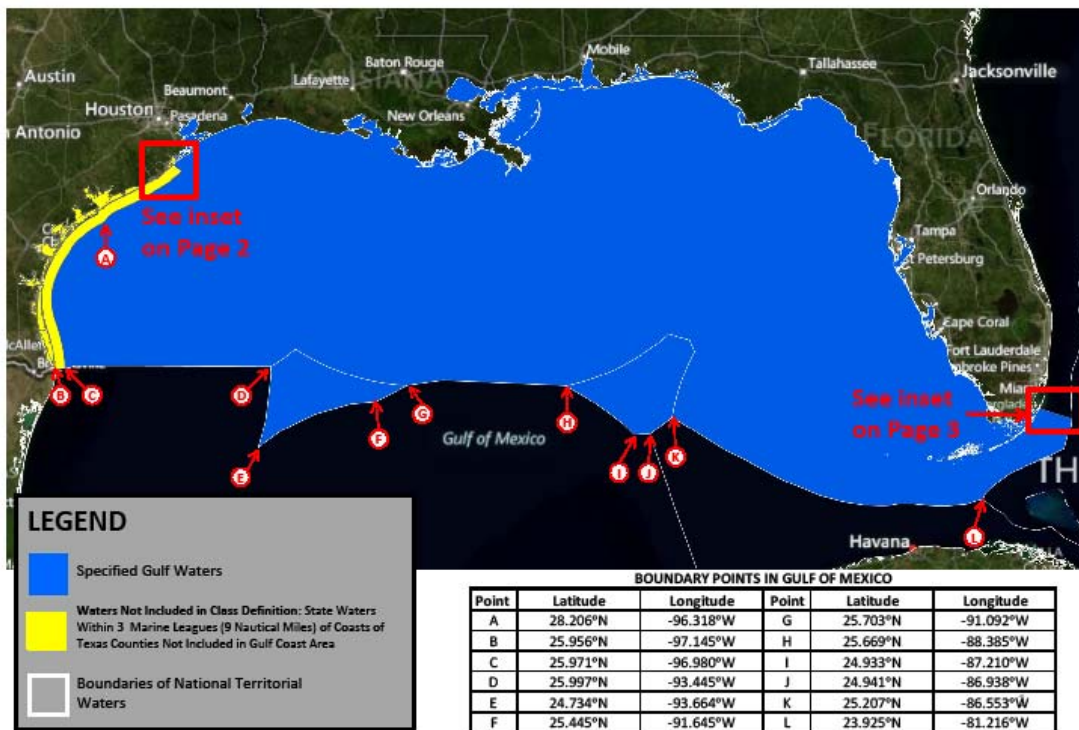 Austin
Houston
Beaumont
Pasadena
Lafayette
Baton Rouge
New Orleans
Mobile
Tallahassee
Jacksonville
n Antonio
FLORIDA
Orlando
Tampa
St Petersburg
Cape Coral
Fort Lauderdale
mbroke Pines
Miam
verglade
McAllen
See inset
on Page 2
See inset
on Page 3
A
B
C
D
E
F
G
H
I
J
K
L
Gulf of Mexico
Havana
TH
LEGEND
Specified Gulf Waters
Waters Not Included in Class Definition: State Waters
Within 3 Marine Leagues (9 Nautical Miles) of Coasts of
Texas Counties Not Included in Gulf Coast Area
Boundaries of National Territorial
Waters
BOUNDARY POINTS IN GULF OF MEXICO
Point Latitude Longitude Point Latitude Longitude
A 28.206°N -96.318°W G 25.703°N -91.092°W
B 25.956°N -97.145°W H 25.669°N -88.385°W
C 25.971°N -96.980°W I 24.933°N -87.210°W
D 25.997°N -93.445°W J 24.941°N -86.938°W
E 24.734°N -93.664°W K 25.207°N -86.553°W
F 25.445°N -91.645°W L 23.925°N -81.216°W